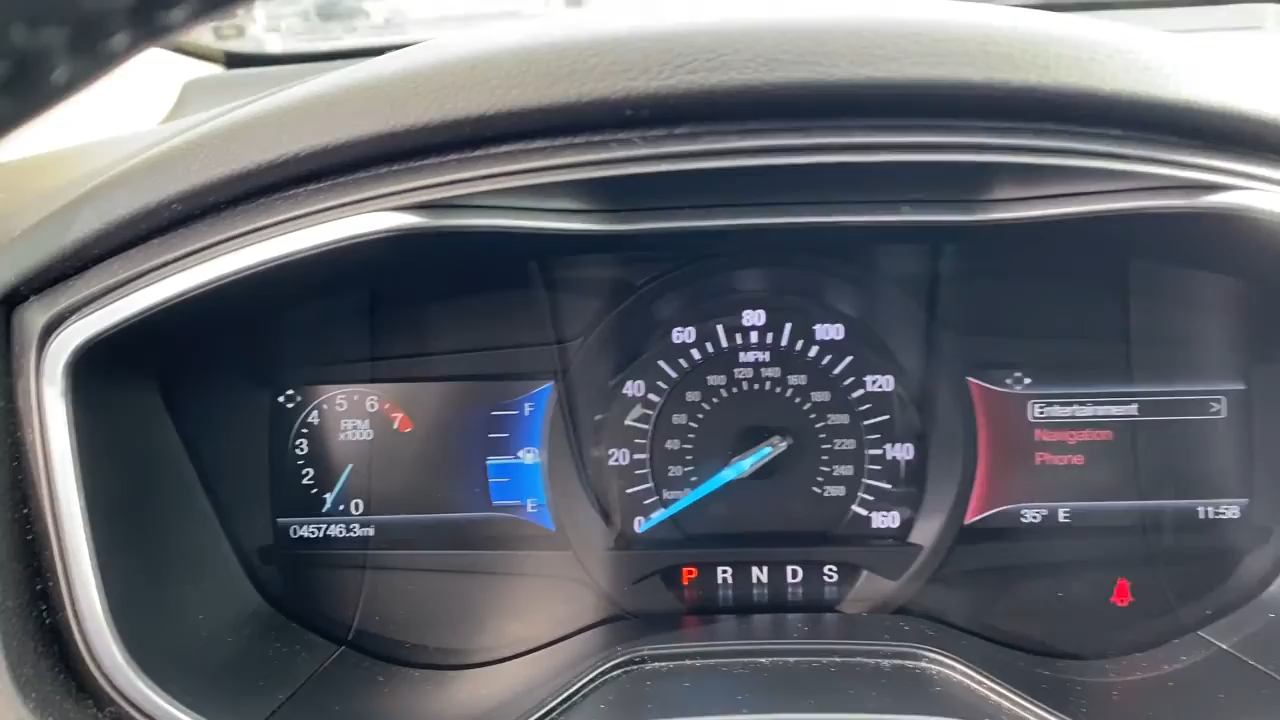 4 5 6 7
3
2
1 0
RPM
x1000
F
E
045746.3mi
0 20 40 60 80 100 120 140 160
MPH
20 40 60 80 100 120 140 160 180 200 220 240 260
P R N D S
Entertainment >
Navigation
Phone
35° E 11:58